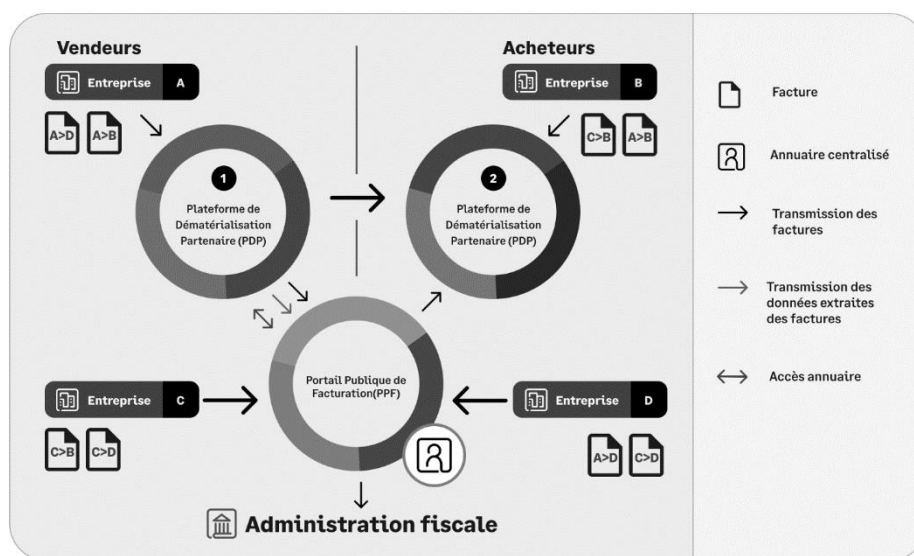 Vendeurs
Entreprise A
A>D A>B
1
Plateforme de
Dématérialisation
Partenaire (PDP)
Acheteurs
Entreprise B
C>B A>B
2
Plateforme de
Dématérialisation
Partenaire (PDP)
Portail Publique de
Facturation(PPF)
Entreprise C
C>B C>D
Entreprise D
A>D C>D
Administration fiscale
Facture
Annuaire centralisé
Transmission des
factures
Transmission des
données extraites
des factures
Accès annuaire